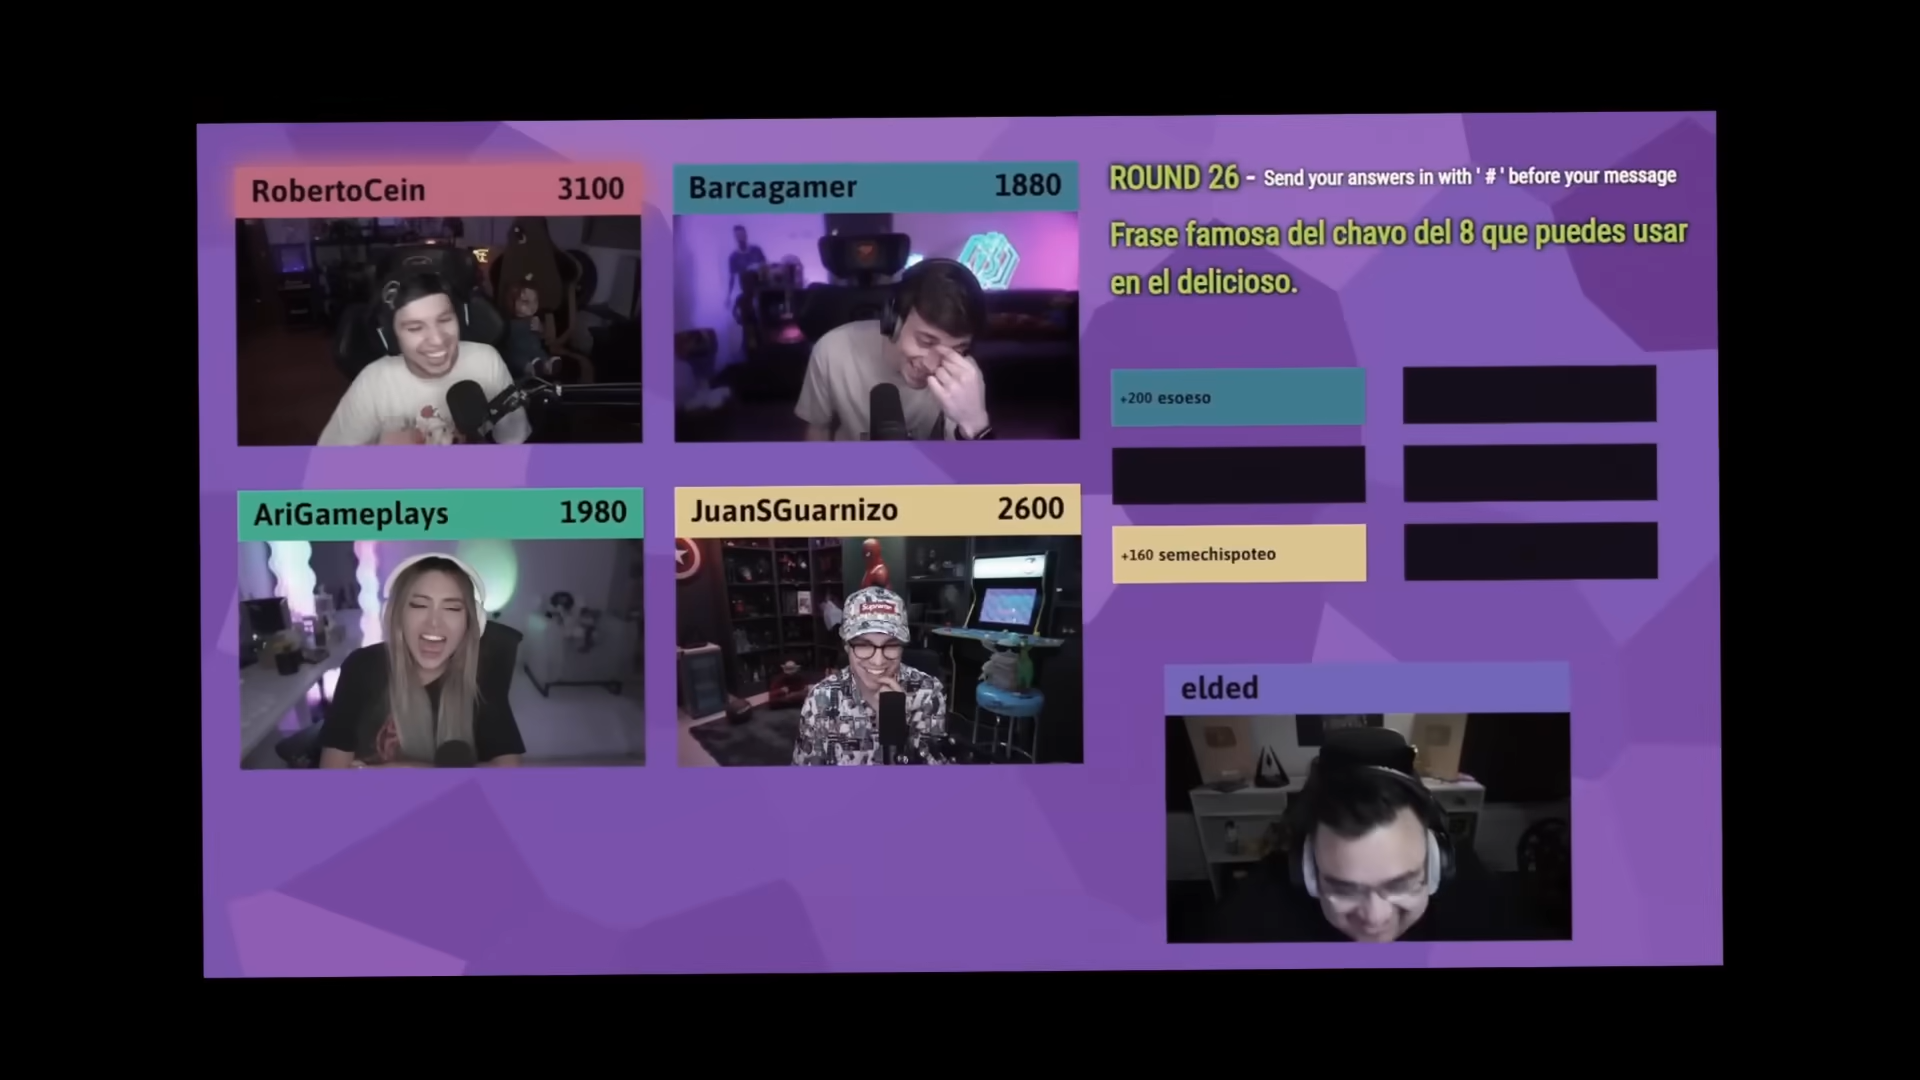 RobertoCein 3100
Barcagamer 1880
AriGameplays 1980
JuanSGuarnizo 2600
ROUND 26 - Send your answers in with ' # ' before your message
Frase famosa del chavo del 8 que puedes usar
en el delicioso.
+200 esoeso
+160 semechispoteo
elded
Supreme